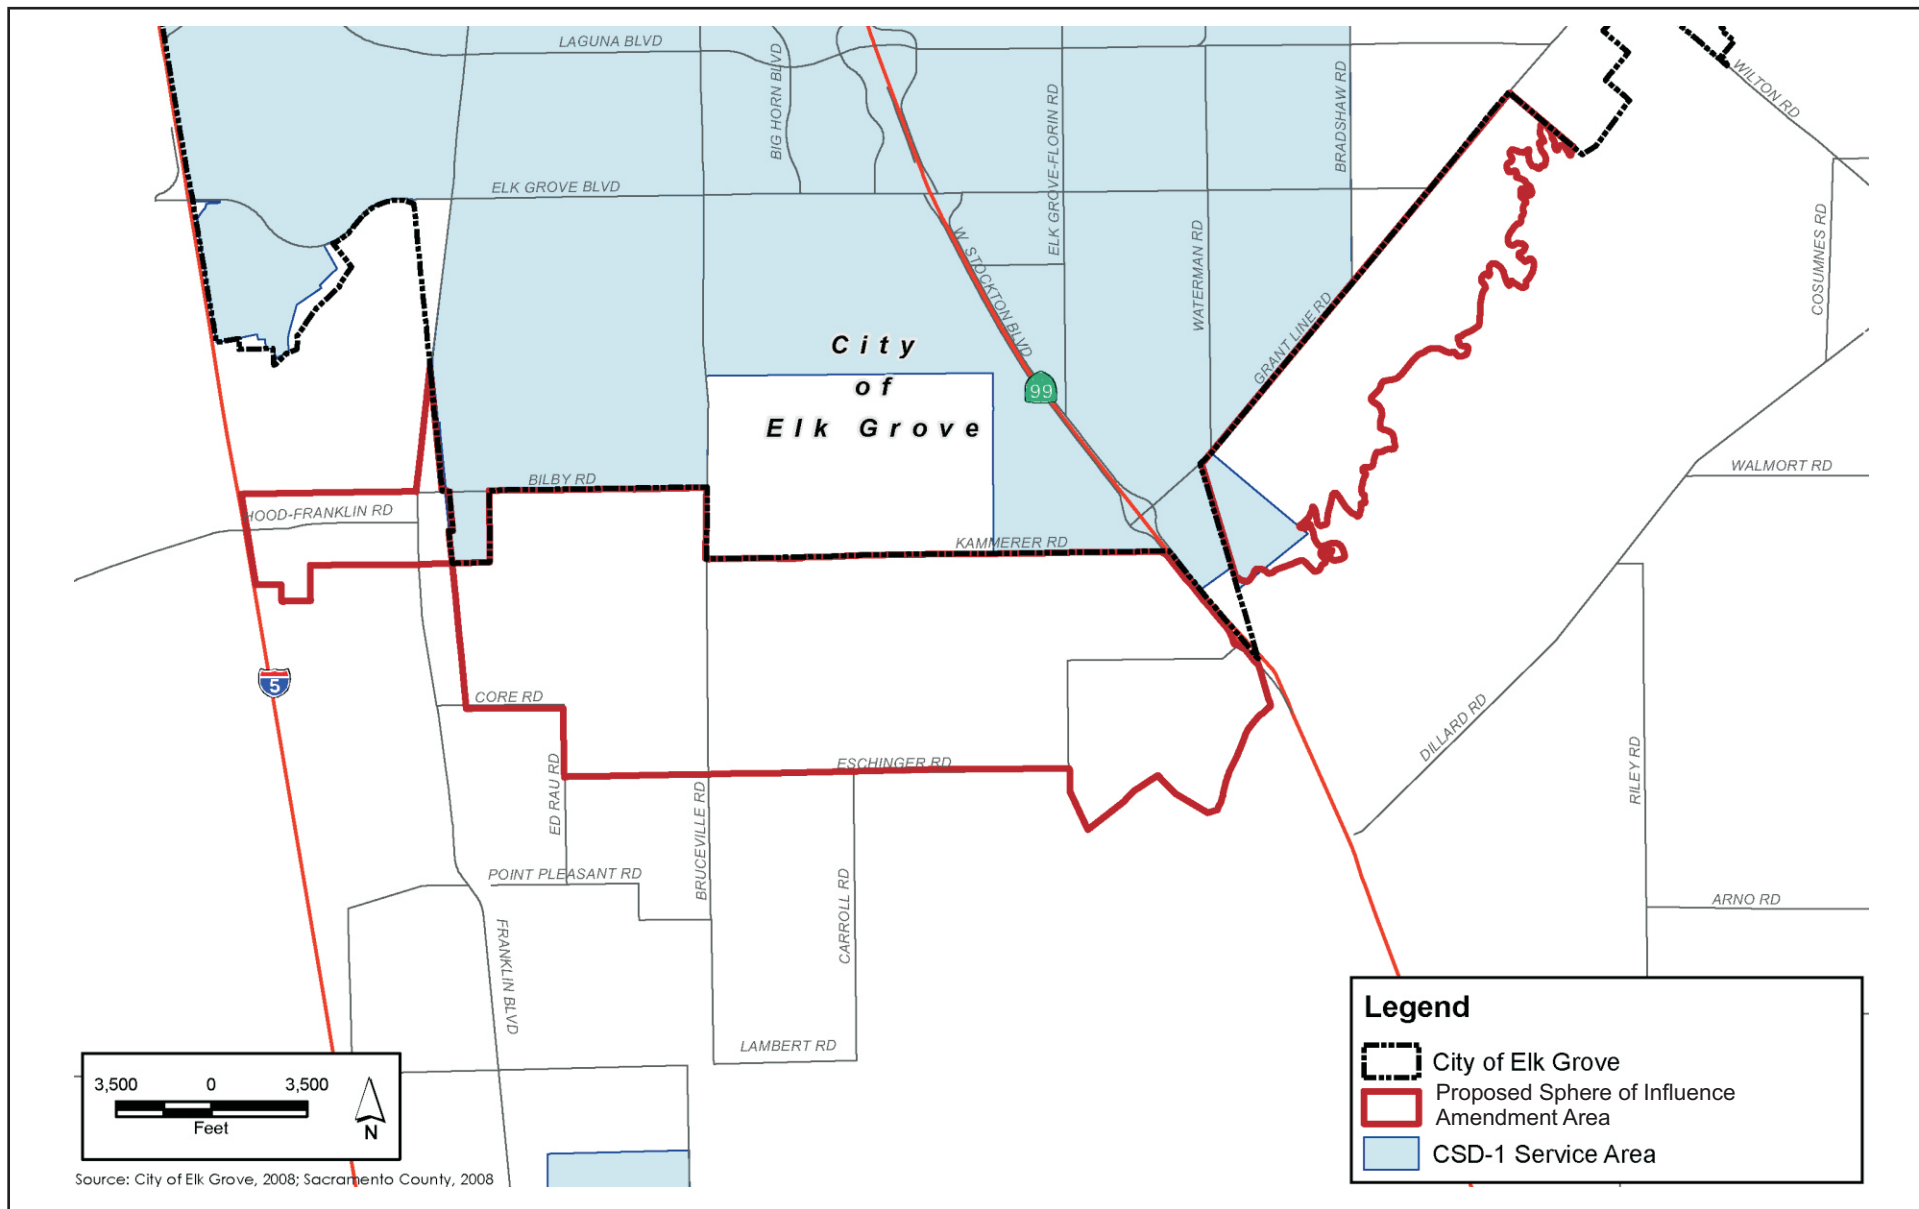 LAGUNA BLVD
BIG HORN BLVD
ELK GROVE-FLORIN RD
BRADSHAW RD
WILTON RD
ELK GROVE BLVD
W. STOCKTON BLVD
WATERMAN RD
GRANT LINE RD
COSUMNES RD
City
of
Elk Grove
99
WALMORT RD
BILBY RD
HOOD-FRANKLIN RD
KAMMERER RD
5
CORE RD
DILLARD RD
RILEY RD
ED RAU RD
ESCHINGER RD
BRUCEVILLE RD
POINT PLEASANT RD
CARROLL RD
ARNO RD
FRANKLIN BLVD
LAMBERT RD
Legend
City of Elk Grove
Proposed Sphere of Influence
Amendment Area
CSD-1 Service Area
3,500 0 3,500
Feet
N
Source: City of Elk Grove, 2008; Sacramento County, 2008